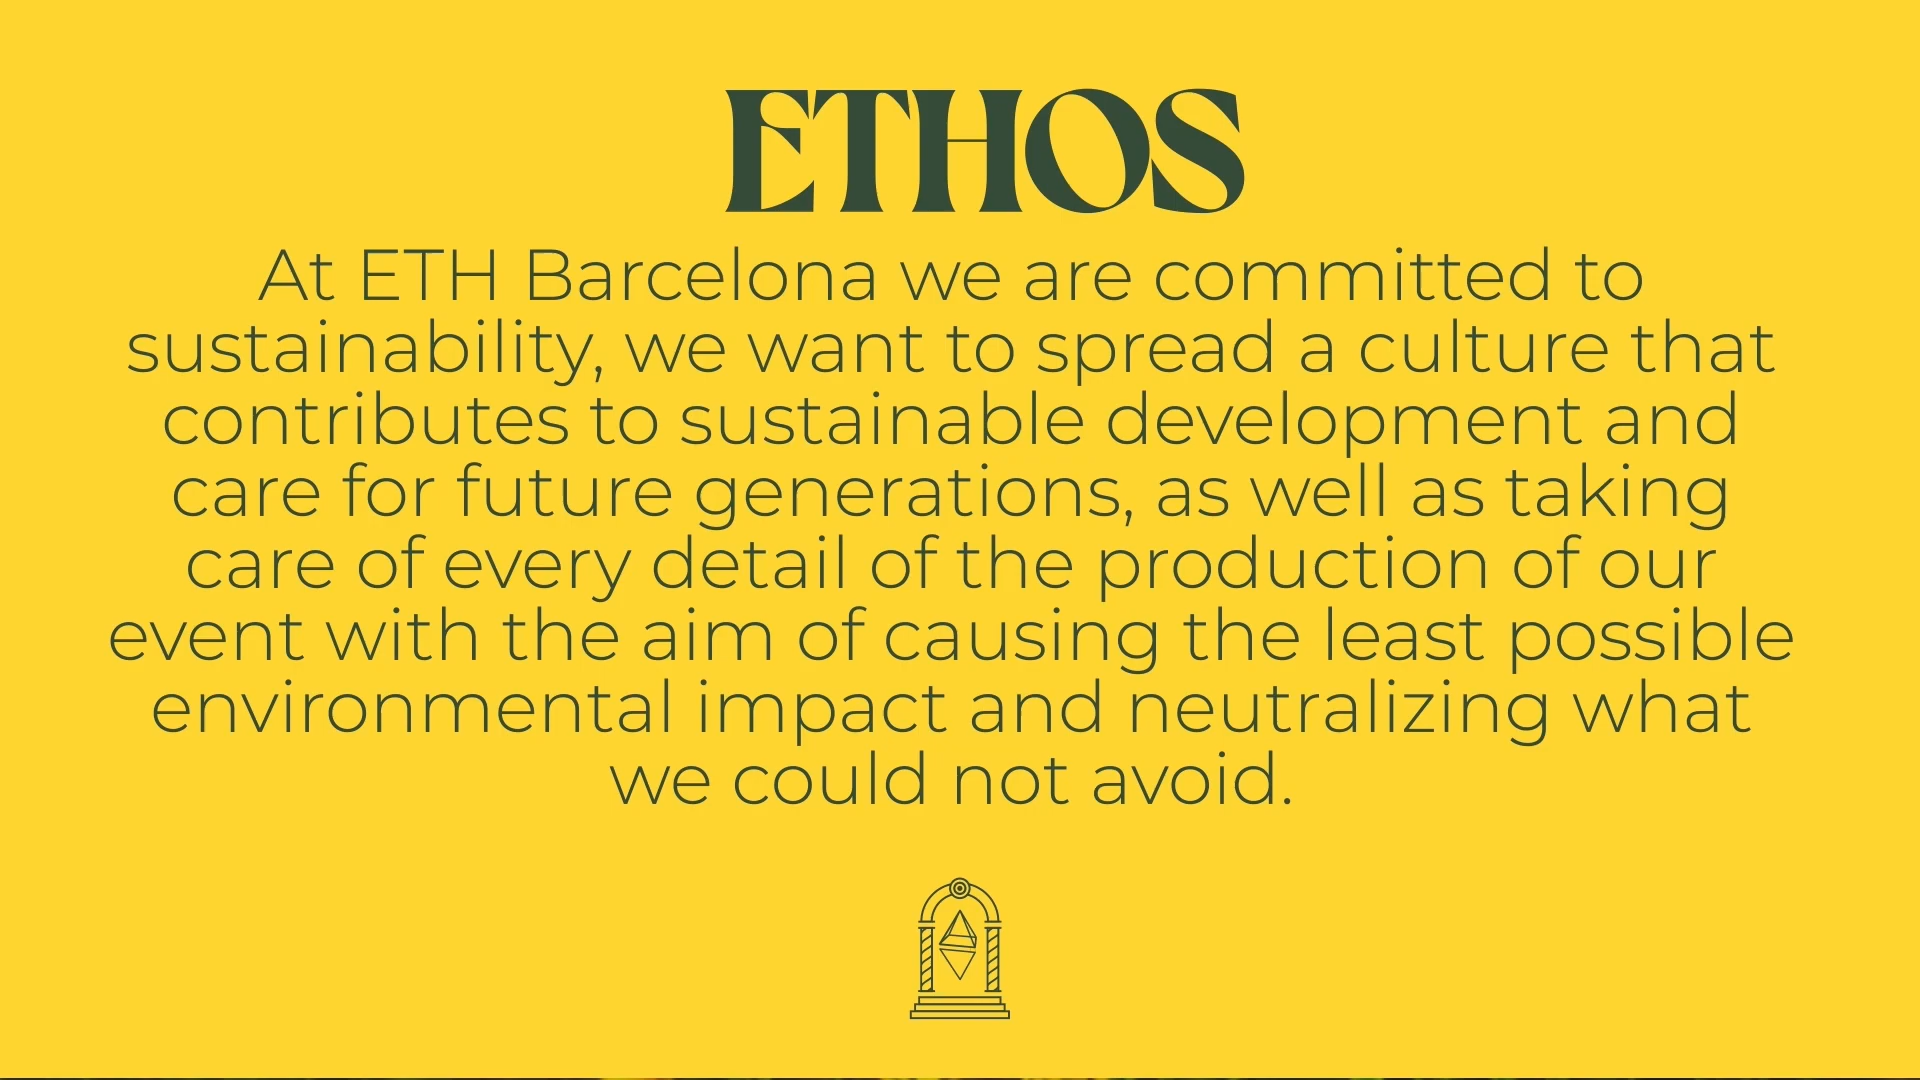 ETHOS
At ETH Barcelona we are committed to
sustainability, we want to spread a culture that
contributes to sustainable development and
care for future generations, as well as taking
care of every detail of the production of our
event with the aim of causing the least possible
environmental impact and neutralizing what
we could not avoid.